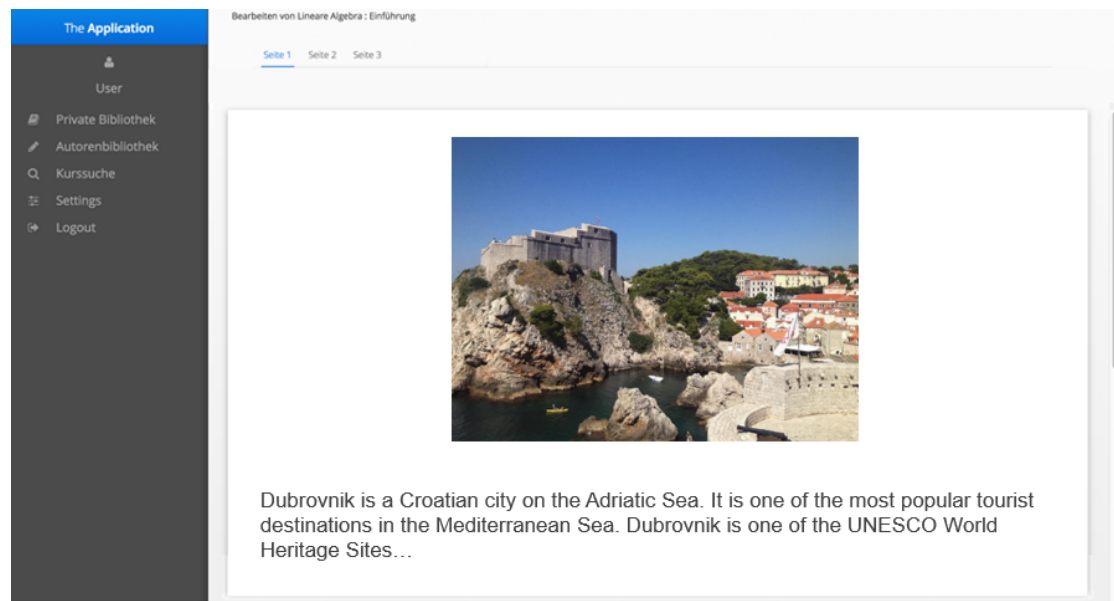 The Application
User
Private Bibliothek
Autorenbibliothek
Kurssuche
Settings
Logout
Bearbeiten von Lineare Algebra : Einführung
Seite 1 Seite 2 Seite 3
Dubrovnik is a Croatian city on the Adriatic Sea. It is one of the most popular tourist
destinations in the Mediterranean Sea. Dubrovnik is one of the UNESCO World
Heritage Sites…